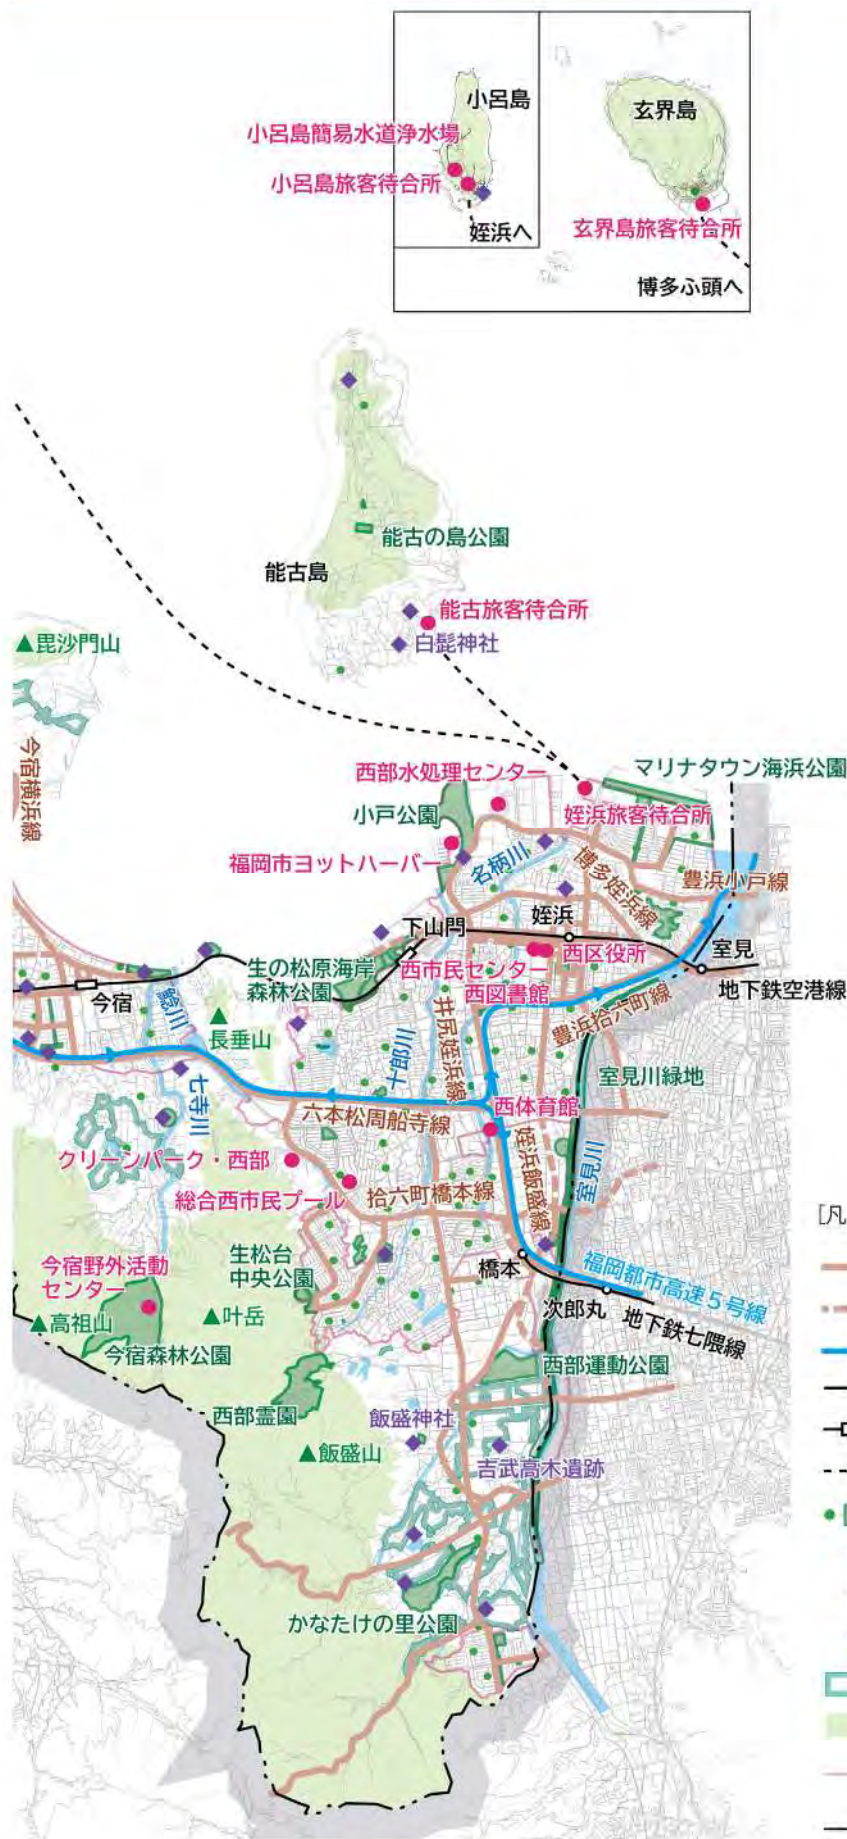 小呂島
玄界島
小呂島簡易水道浄水場
小呂島旅客待合所
姪浜へ
玄界島旅客待合所
博多ふ頭へ
能古の島公園
能古島
能古旅客待合所
白髭神社
▲毘沙門山
今宿横浜線
西部水処理センター
マリナタウン海浜公園
小戸公園
姪浜旅客待合所
福岡市ヨットハーバー
名柄川
博多姪浜線
豊浜小戸線
下山門
姪浜
室見
西市民センター
西区役所
生の松原海岸
森林公園
西図書館
地下鉄空港線
今宿
鯰川
長垂山
井尻姪浜線
豊浜拾六町線
十郎川
七寺川
室見川緑地
六本松周船寺線
西体育館
クリーンパーク・西部
姪浜飯盛線
室見川
総合西市民プール
拾六町橋本線
[凡
生松台
中央公園
今宿野外活動
センター
橋本
福岡都市高速5号線
次郎丸
地下鉄七隈線
▲高祖山
▲叶岳
今宿森林公園
西部運動公園
西部霊園
飯盛神社
▲飯盛山
吉武高木遺跡
かなたけの里公園